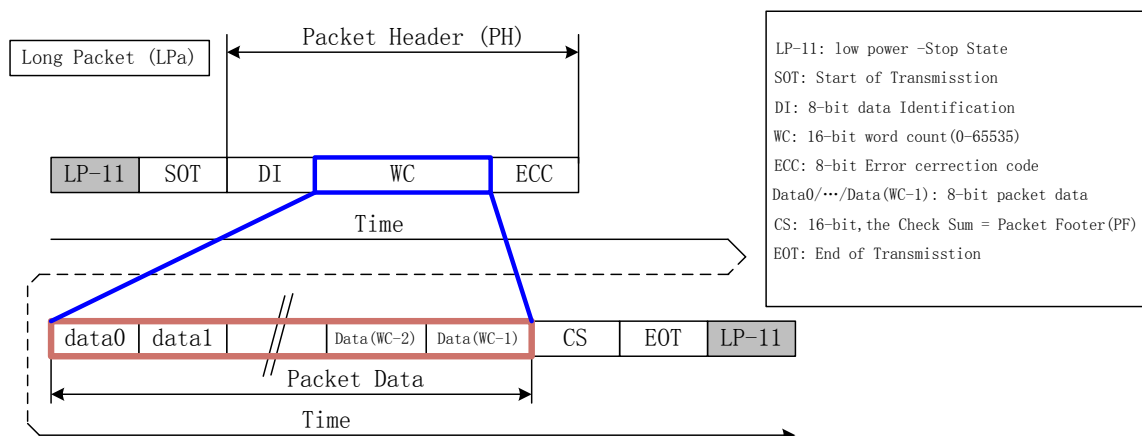 Long Packet (LPa)
Packet Header (PH)
LP-11 SOT DI WC ECC
Time
data0 data1 Data(WC-2) Data(WC-1) CS EOT LP-11
Packet Data
Time
LP-11: low power -Stop State
SOT: Start of Transmisstion
DI: 8-bit data Identification
WC: 16-bit word count(0-65535)
ECC: 8-bit Error cerrection code
Data0/…/Data(WC-1): 8-bit packet data
CS: 16-bit,the Check Sum = Packet Footer(PF)
EOT: End of Transmisstion